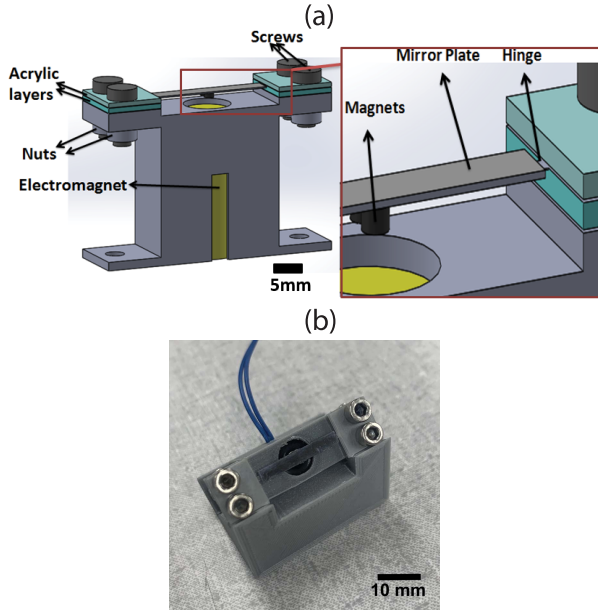 (a)
Screws
Mirror Plate
Hinge
Acrylic
layers
Magnets
Nuts
Electromagnet
5mm
(b)
10 mm